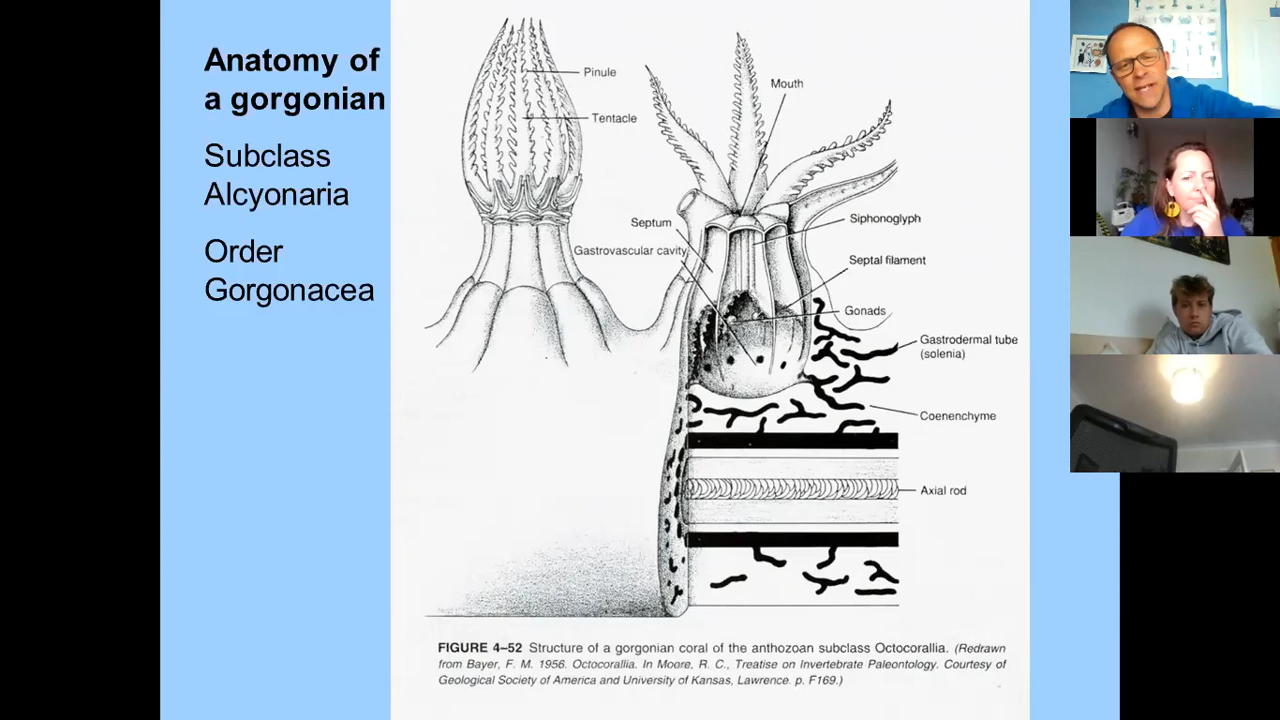 Anatomy of
a gorgonian
Subclass
Alcyonaria
Order
Gorgonacea
Pinule
Tentacle
Mouth
Septum
Gastrovascular cavity
Siphonoglyph
Septal filament
Gonads
Gastrodermal tube
(solenia)
Coenenchyme
Axial rod
FIGURE 4–52 Structure of a gorgonian coral of the anthozoan subclass Octocorallia. (Redrawn
from Bayer, F. M. 1956. Octocorallia. In Moore, R. C., Treatise on Invertebrate Paleontology. Courtesy of
Geological Society of America and University of Kansas, Lawrence. p. F169.)